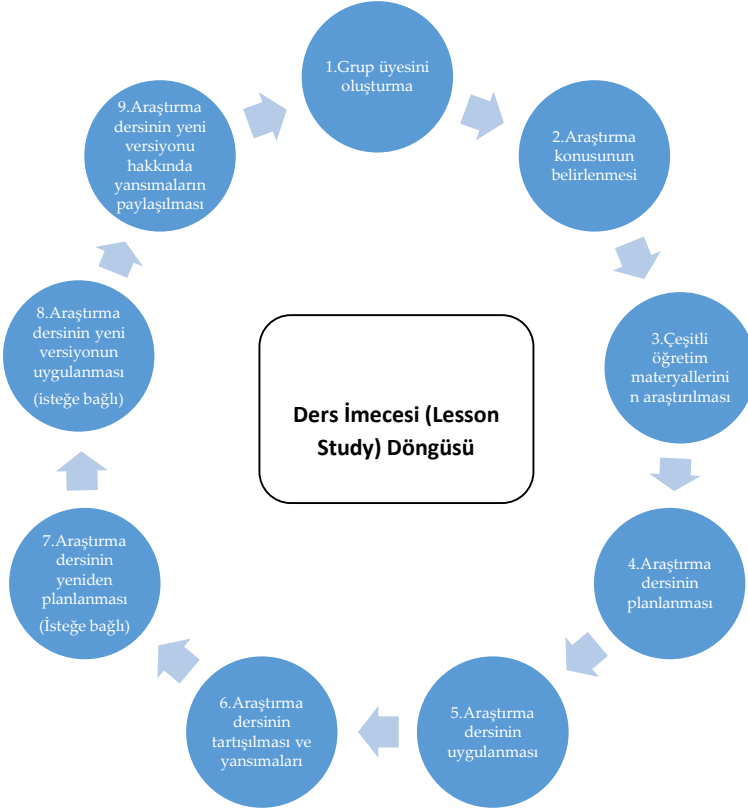 1.Grup üyesini
oluşturma
2.Araştırma
konusunun
belirlenmesi
3.Çeşitli
öğretim
materyallerini
n araştırılması
4.Araştırma
dersinin
planlanması
5.Araştırma
dersinin
uygulanması
6.Araştırma
dersinin
tartışılması ve
yansımaları
7.Araştırma
dersinin
yeniden
planlanması
(İsteğe bağlı)
8.Araştırma
dersinin yeni
versiyonun
uygulanması
(isteğe bağlı)
9.Araştırma
dersinin yeni
versiyonu
hakkında
yansımaların
paylaşılması
Ders İmecesi (Lesson
Study) Döngüsü